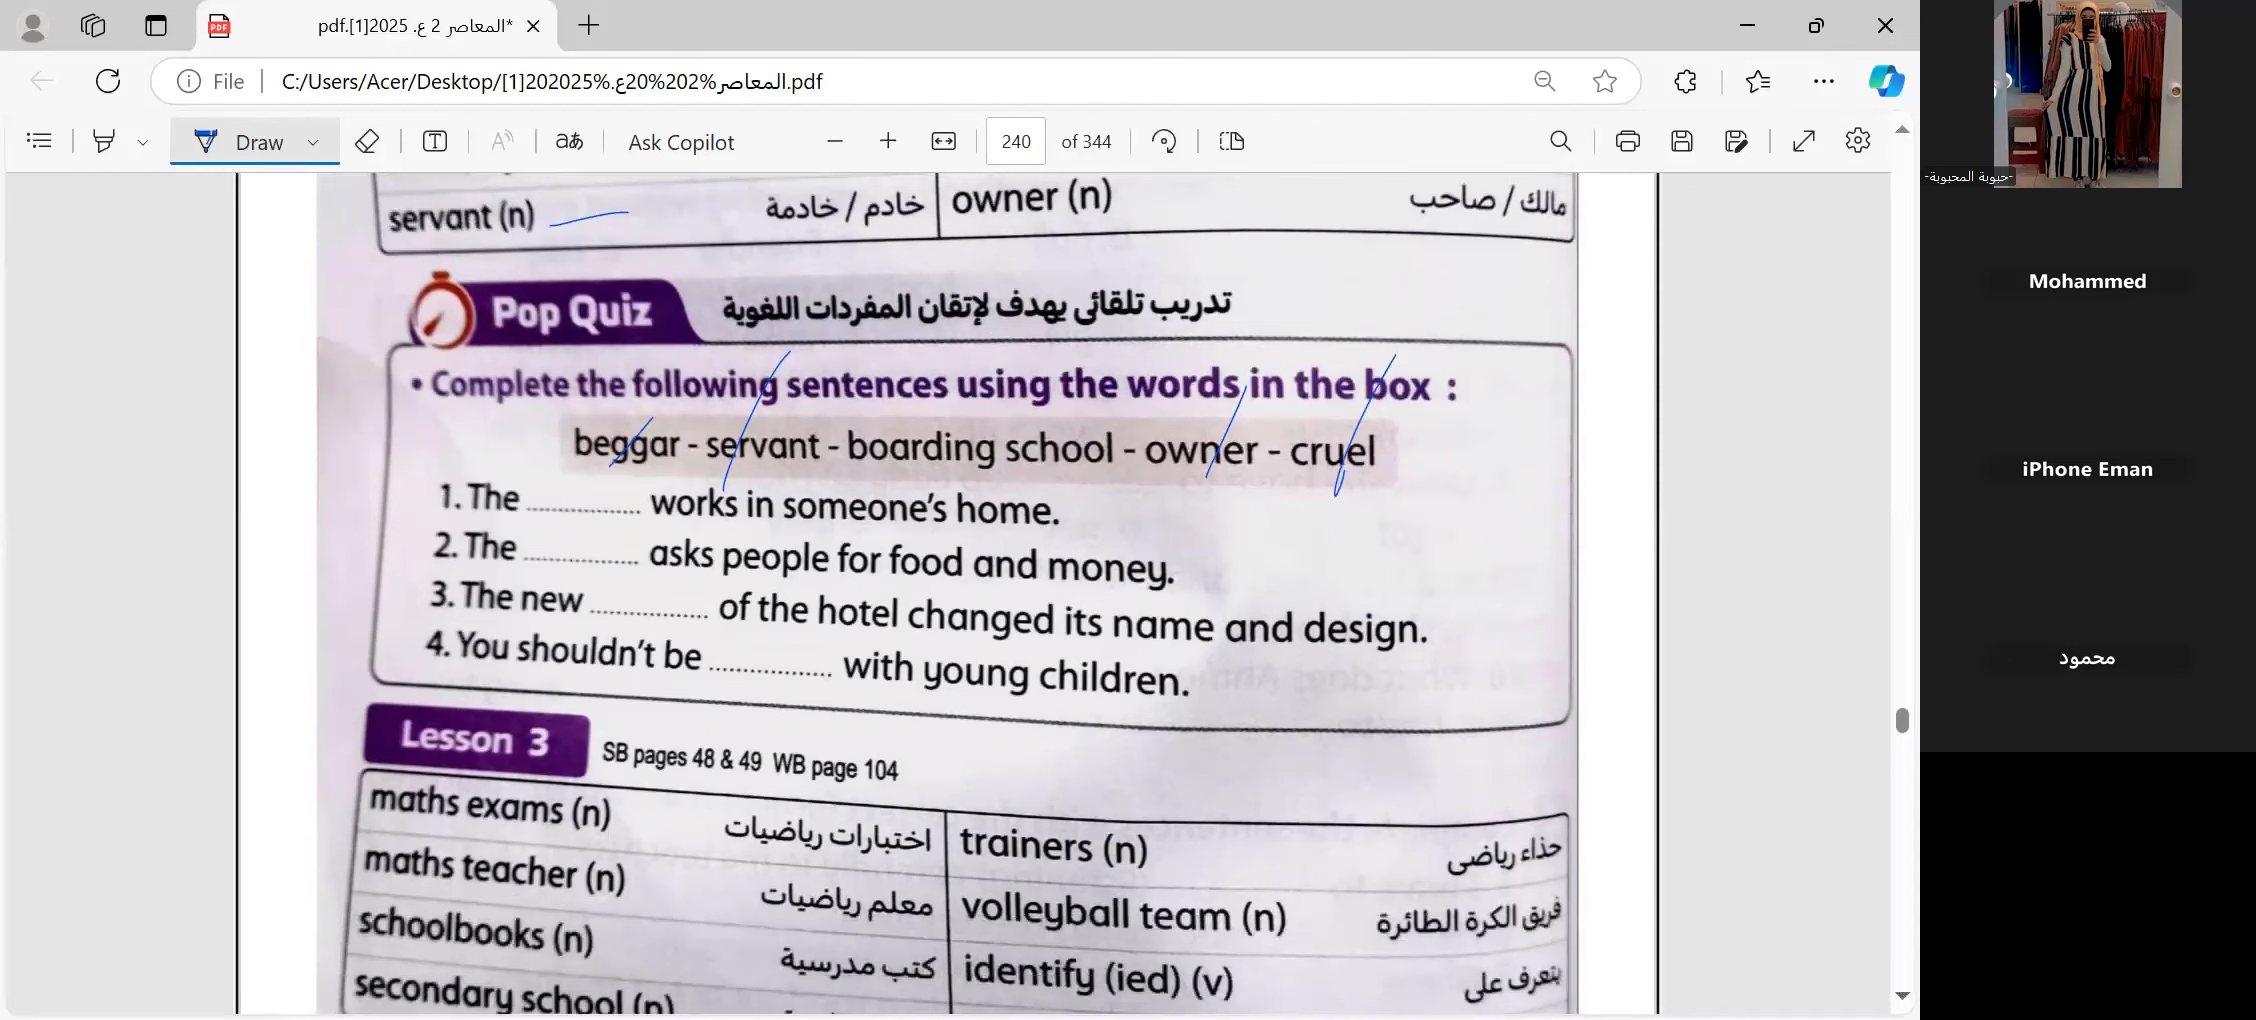 *المعاصر 2 ع. 2025[1].pdf
File
C:/Users/Acer/Desktop/[1]202025%.ع20%202%المعاصر.pdf
Draw
Ask Copilot
240 of 344
-حبوبة المحبوبة-
Mohammed
iPhone Eman
محمود
servant (n) خادم / خادمة
owner (n) مالك / صاحب
Pop Quiz تدريب تلقائى يهدف لإتقان المفردات اللغوية
• Complete the following sentences using the words in the box :
beggar - servant - boarding school - owner - cruel
1. The ............... works in someone's home.
2. The ............... asks people for food and money.
3. The new ............... of the hotel changed its name and design.
4. You shouldn't be ............... with young children.
Lesson 3 SB pages 48 & 49 WB page 104
maths exams (n) اختبارات رياضيات
trainers (n) حذاء رياضى
maths teacher (n) معلم رياضيات
volleyball team (n) فريق الكرة الطائرة
schoolbooks (n) كتب مدرسية
identify (ied) (v) يتعرف على
secondary school (n)